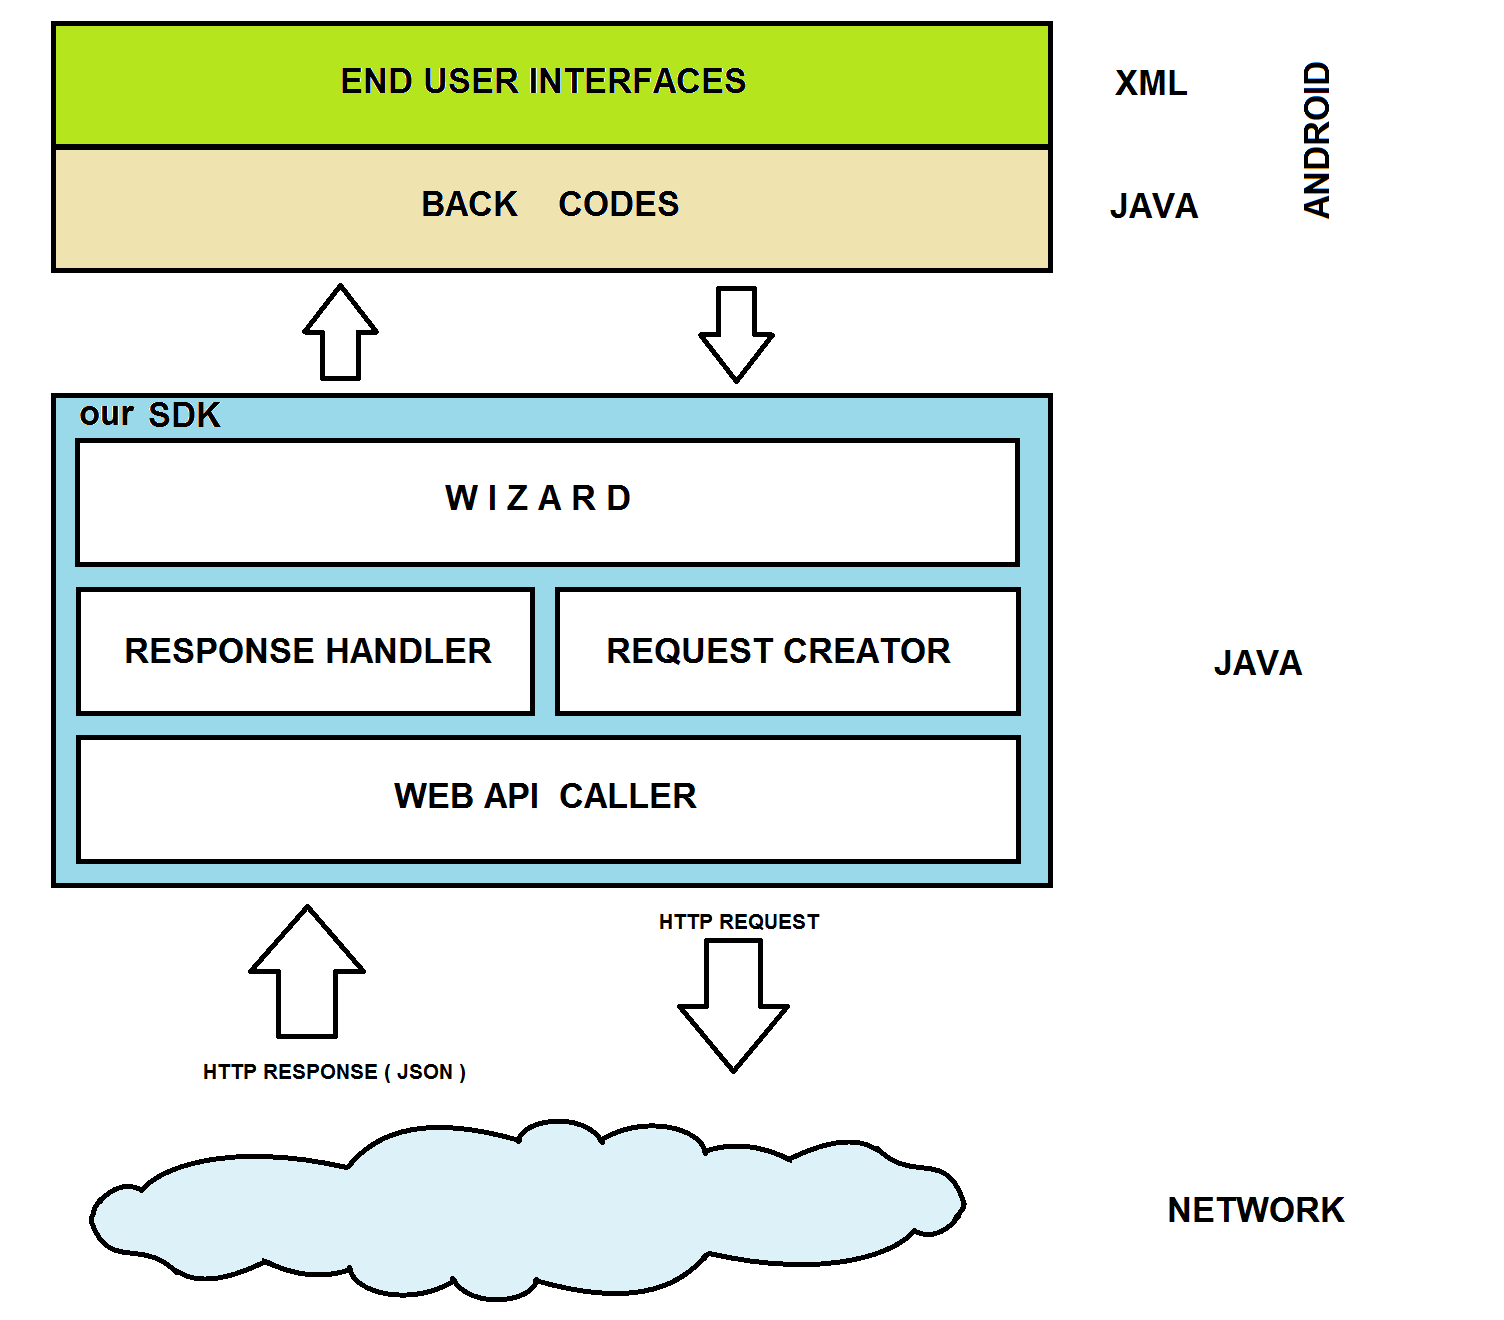 END USER INTERFACES
XML
ANDROID
BACK CODES
JAVA
our SDK
W I Z A R D
RESPONSE HANDLER
REQUEST CREATOR
JAVA
WEB API CALLER
HTTP REQUEST
HTTP RESPONSE ( JSON )
NETWORK